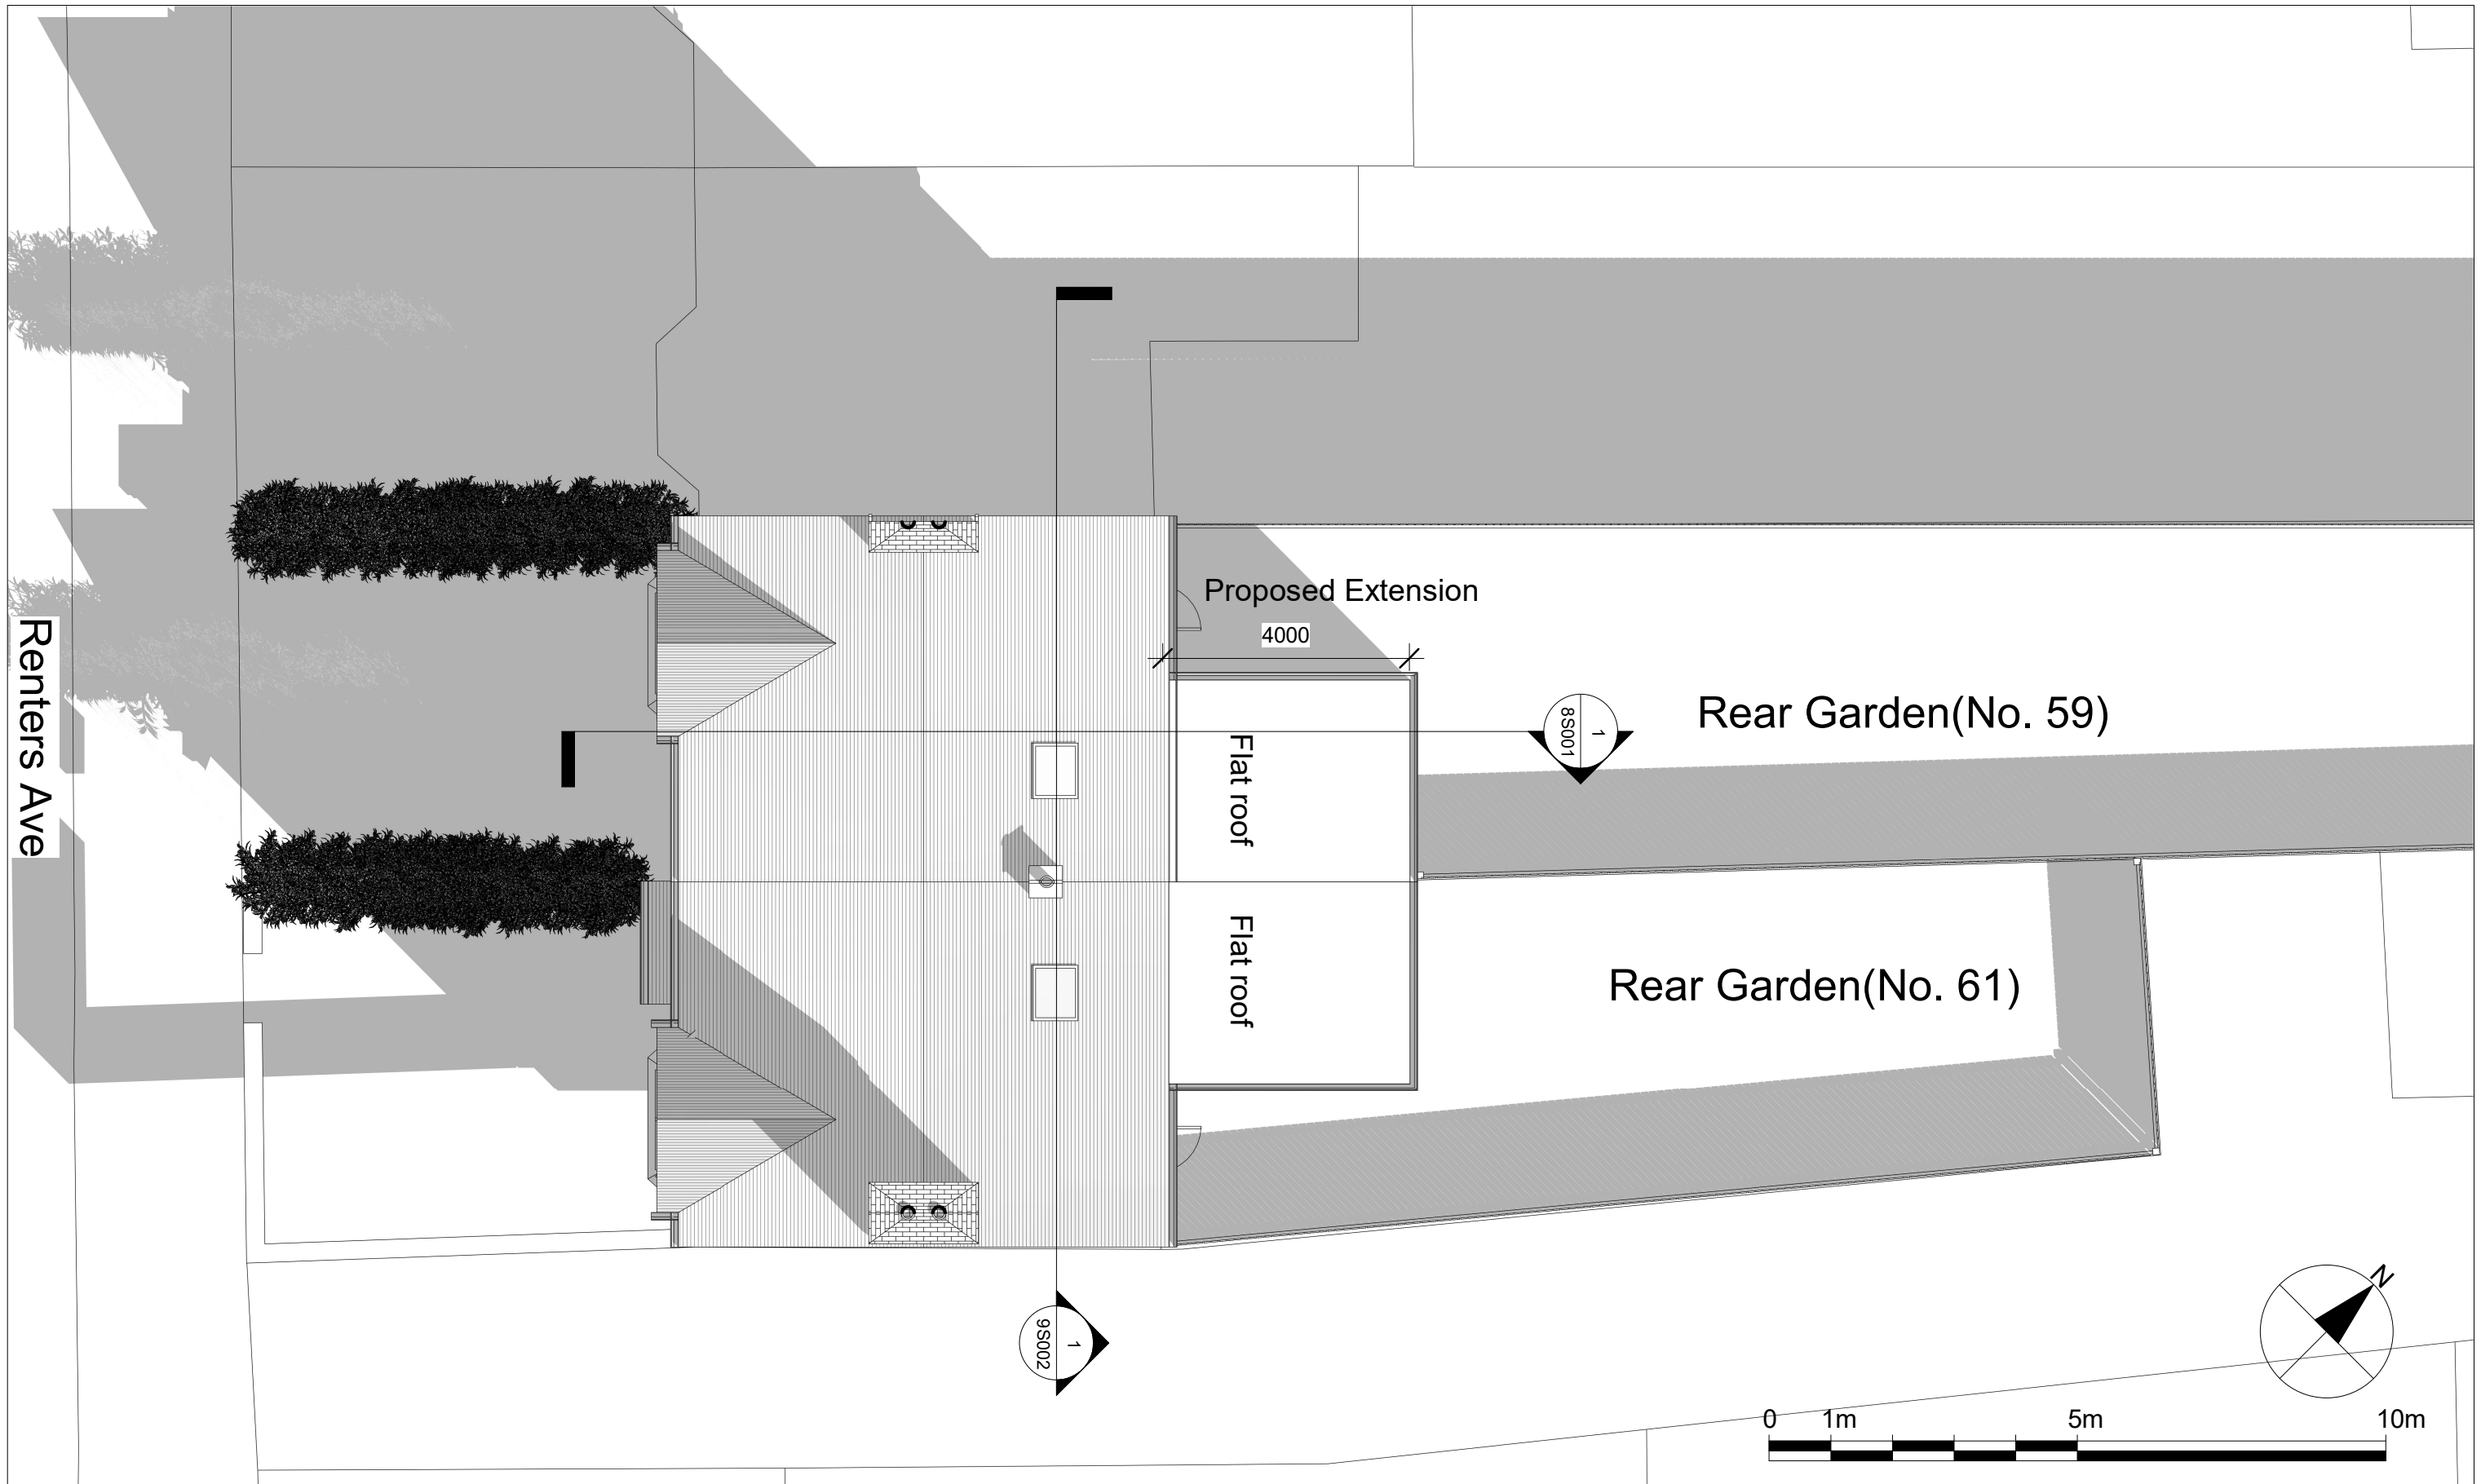 Proposed Extension
4000
Renters Ave
Flat roof
1
8S001
Rear Garden(No. 59)
Flat roof
Rear Garden(No. 61)
N
1
9S002
0 1m 5m 10m